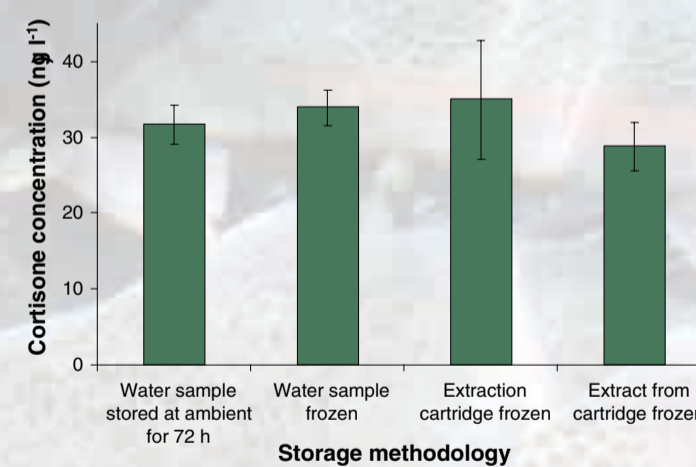 Cortisone concentration (ng l-1)
40
30
20
10
0
Water sample
stored at ambient
for 72 h
Water sample
frozen
Extraction
cartridge frozen
Extract from
cartridge frozen
Storage methodology